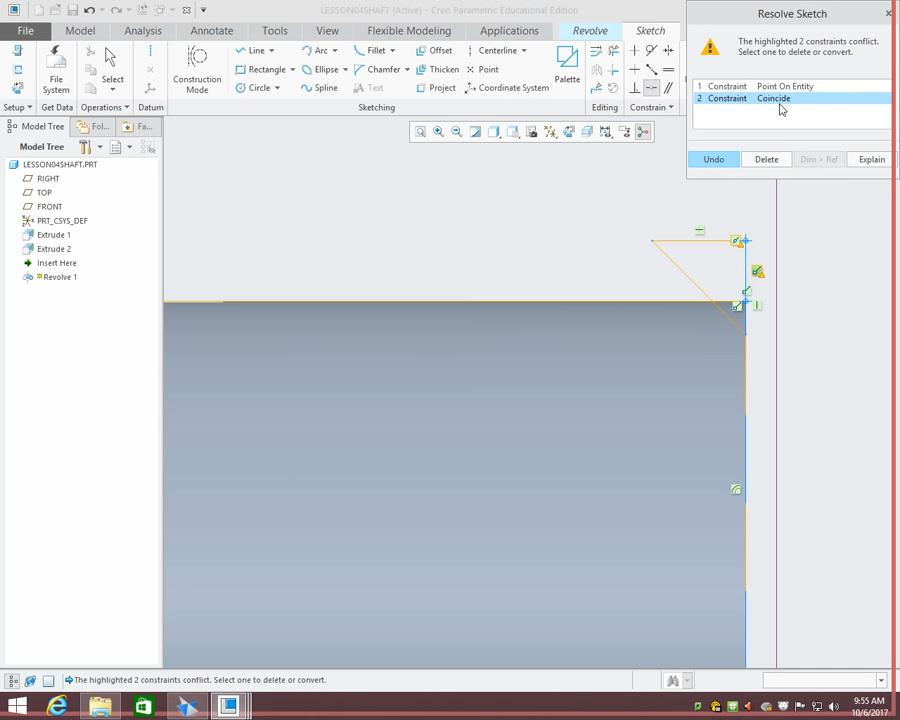 LESSON04SHAFT (Active) - Creo Parametric Educational Edition
Resolve Sketch
File Model Analysis Annotate Tools View Flexible Modeling Applications Revolve Sketch
The highlighted 2 constraints conflict.
Select one to delete or convert.
Line Arc Fillet Offset Centerline
Rectangle Ellipse Chamfer Thicken Point
Circle Spline Text Project Coordinate System
File System
Select
Construction Mode
Palette
Setup Get Data Operations Datum Sketching Editing Constrain
1 Constraint Point On Entity
2 Constraint Coincide
Undo Delete Dim > Ref Explain
Model Tree Fol... Fa...
Model Tree
LESSON04SHAFT.PRT
RIGHT
TOP
FRONT
PRT_CSYS_DEF
Extrude 1
Extrude 2
Insert Here
Revolve 1
The highlighted 2 constraints conflict. Select one to delete or convert.
9:55 AM
10/6/2017